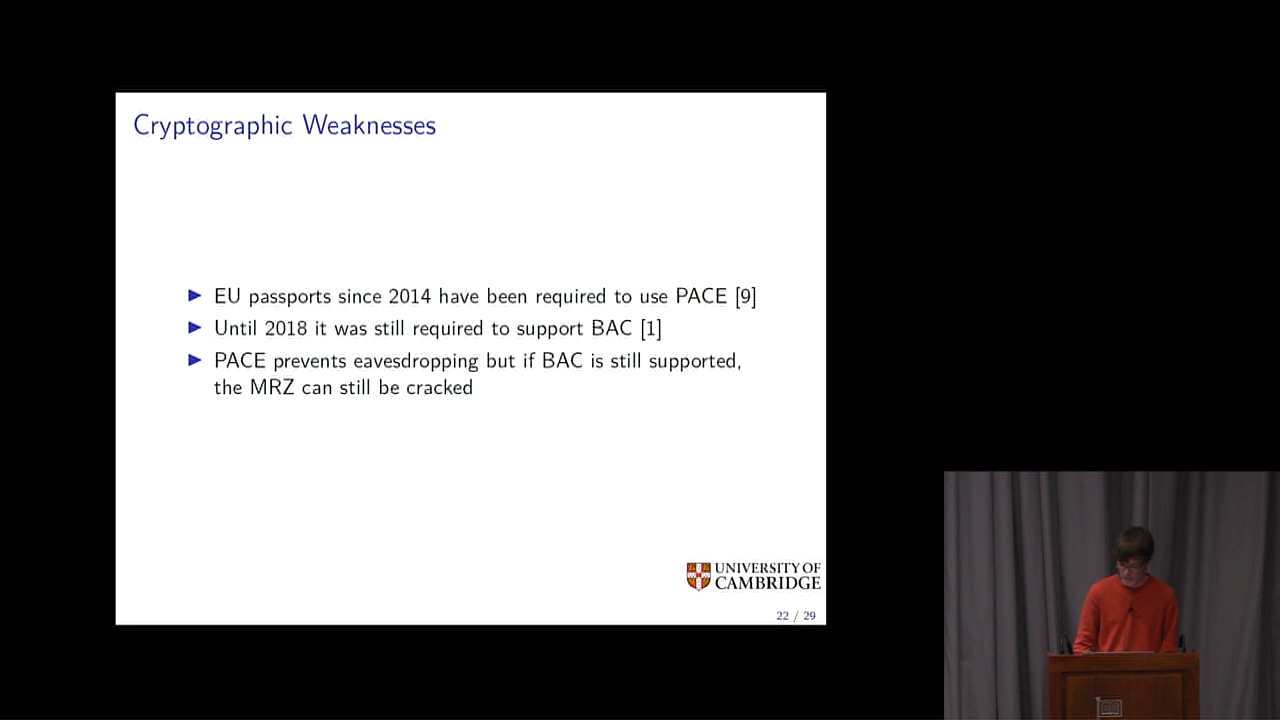 Cryptographic Weaknesses
EU passports since 2014 have been required to use PACE [9]
Until 2018 it was still required to support BAC [1]
PACE prevents eavesdropping but if BAC is still supported,
the MRZ can still be cracked
UNIVERSITY OF
CAMBRIDGE
22 / 29